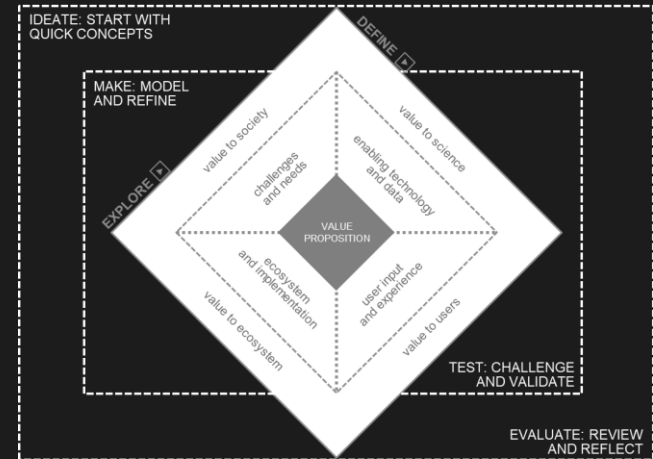 IDEATE: START WITH
QUICK CONCEPTS
DEFINE
MAKE: MODEL
AND REFINE
value to society
value to science
challenges
and needs
enabling technology
and data
EXPLORE
VALUE
PROPOSITION
ecosystem
and implementation
user input
and experience
value to ecosystem
value to users
TEST: CHALLENGE
AND VALIDATE
EVALUATE: REVIEW
AND REFLECT